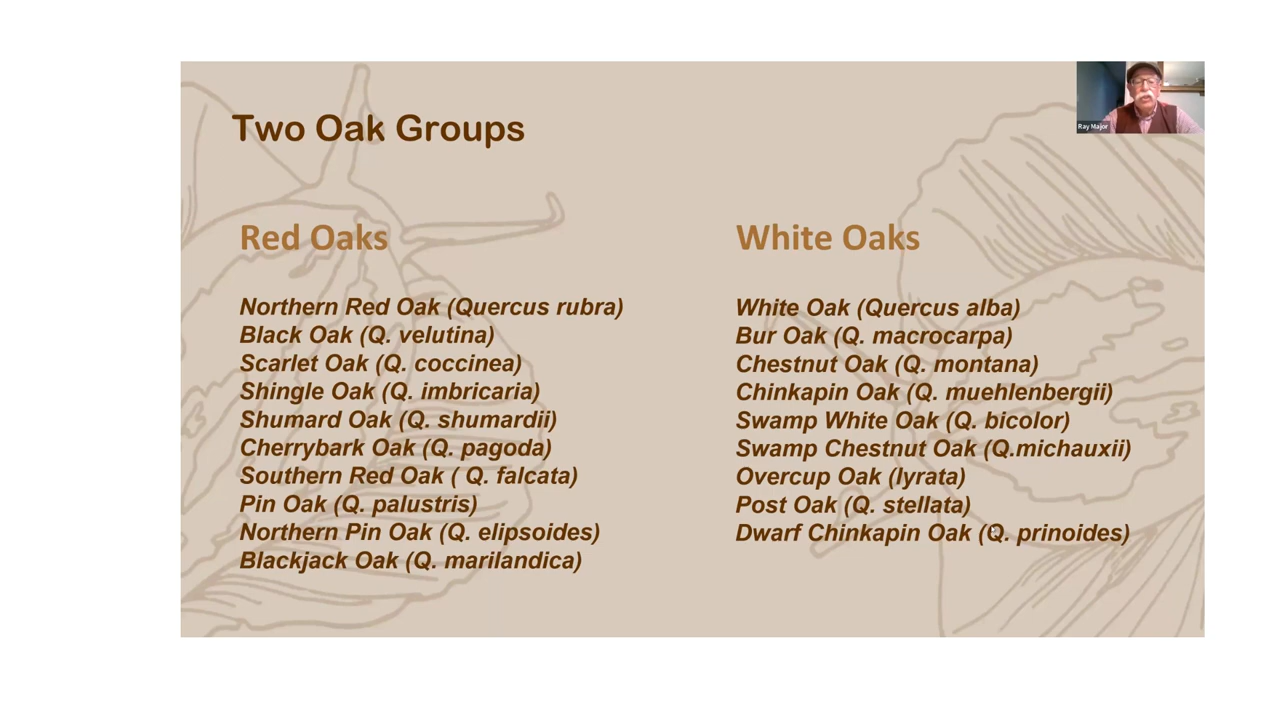 Two Oak Groups
Ray Major
Red Oaks
Northern Red Oak (Quercus rubra)
Black Oak (Q. velutina)
Scarlet Oak (Q. coccinea)
Shingle Oak (Q. imbricaria)
Shumard Oak (Q. shumardii)
Cherrybark Oak (Q. pagoda)
Southern Red Oak ( Q. falcata)
Pin Oak (Q. palustris)
Northern Pin Oak (Q. elipsoides)
Blackjack Oak (Q. marilandica)
White Oaks
White Oak (Quercus alba)
Bur Oak (Q. macrocarpa)
Chestnut Oak (Q. montana)
Chinkapin Oak (Q. muehlenbergii)
Swamp White Oak (Q. bicolor)
Swamp Chestnut Oak (Q.michauxii)
Overcup Oak (lyrata)
Post Oak (Q. stellata)
Dwarf Chinkapin Oak (Q. prinoides)